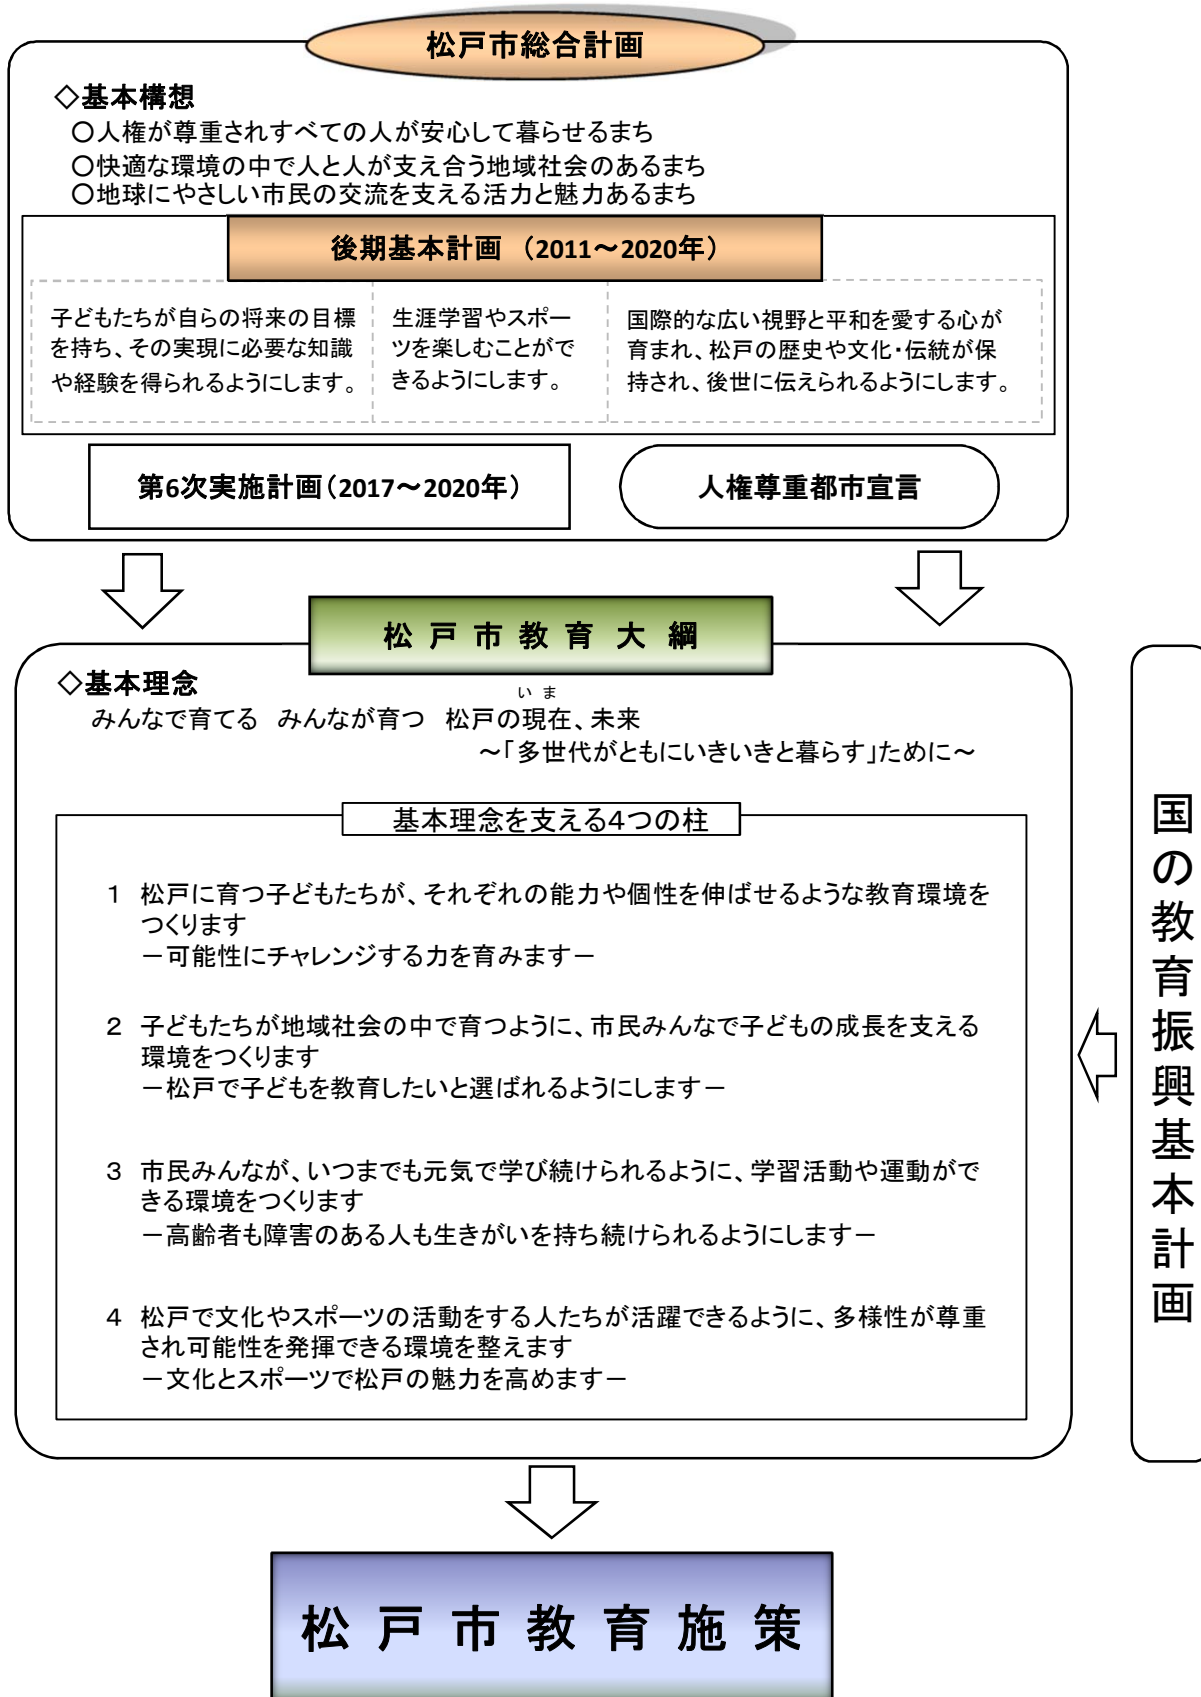 松戸市総合計画
◇基本構想
○人権が尊重されすべての人が安心して暮らせるまち
○快適な環境の中で人と人が支え合う地域社会のあるまち
○地球にやさしい市民の交流を支える活力と魅力あるまち
後期基本計画 (2011～2020年)
子どもたちが自らの将来の目標
を持ち、その実現に必要な知識
や経験を得られるようにします。
生涯学習やスポー
ツを楽しむことがで
きるようにします。
国際的な広い視野と平和を愛する心が
育まれ、松戸の歴史や文化・伝統が保
持され、後世に伝えられるようにします。
第6次実施計画(2017～2020年)
人権尊重都市宣言
松戸市教育大綱
◇基本理念
いま
みんなで育てる みんなが育つ 松戸の現在、未来
～「多世代がともにいきいきと暮らす」ために～
基本理念を支える4つの柱
1 松戸に育つ子どもたちが、それぞれの能力や個性を伸ばせるような教育環境を
つくります
－可能性にチャレンジする力を育みます－
2 子どもたちが地域社会の中で育つように、市民みんなで子どもの成長を支える
環境をつくります
－松戸で子どもを教育したいと選ばれるようにします－
3 市民みんなが、いつまでも元気で学び続けられるように、学習活動や運動がで
きる環境をつくります
－高齢者も障害のある人も生きがいを持ち続けられるようにします－
4 松戸で文化やスポーツの活動をする人たちが活躍できるように、多様性が尊重
され可能性を発揮できる環境を整えます
－文化とスポーツで松戸の魅力を高めます－
国の教育振興基本計画
松戸市教育施策